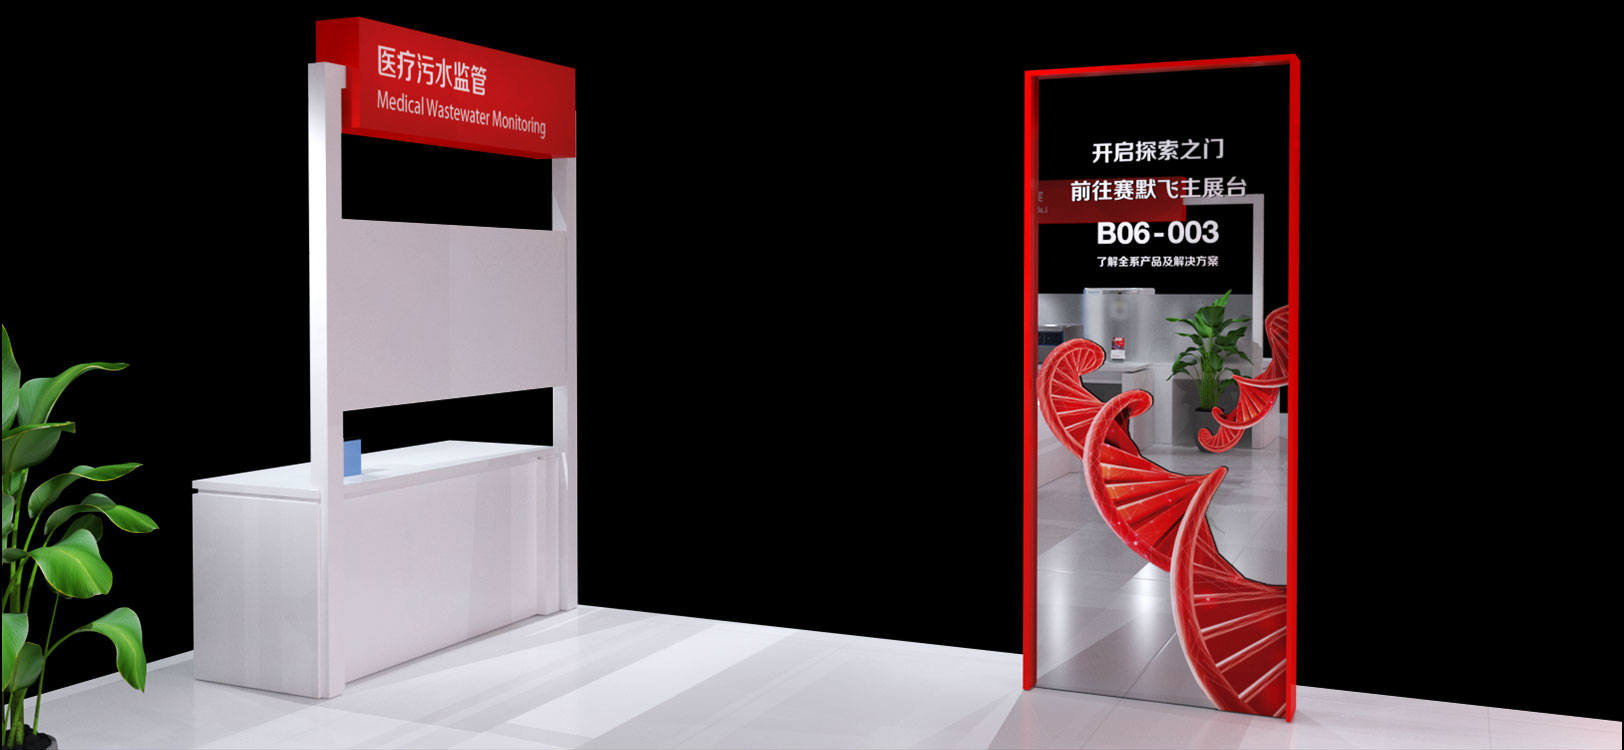 医疗污水监管
Medical Wastewater Monitoring
开启探索之门
前往赛默飞主展台
B06-003
了解全系产品及解决方案